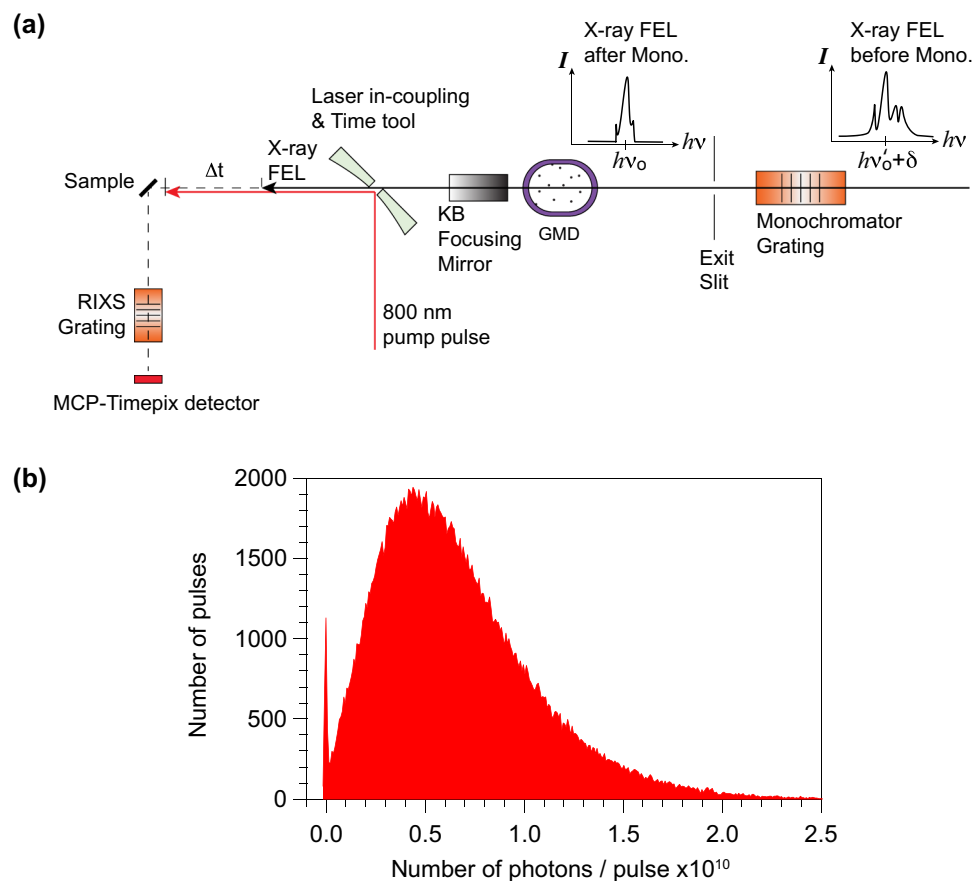 (a)
X-ray FEL
after Mono.
X-ray FEL
before Mono.
I
I
Laser in-coupling
& Time tool
hν
hν
hνo
hν'o+δ
X-ray
FEL
Δt
Sample
KB
Focusing
Mirror
GMD
Exit
Slit
Monochromator
Grating
RIXS
Grating
800 nm
pump pulse
MCP-Timepix detector
(b)
2000
1500
1000
500
0
Number of pulses
0.0 0.5 1.0 1.5 2.0 2.5
Number of photons / pulse x10¹⁰